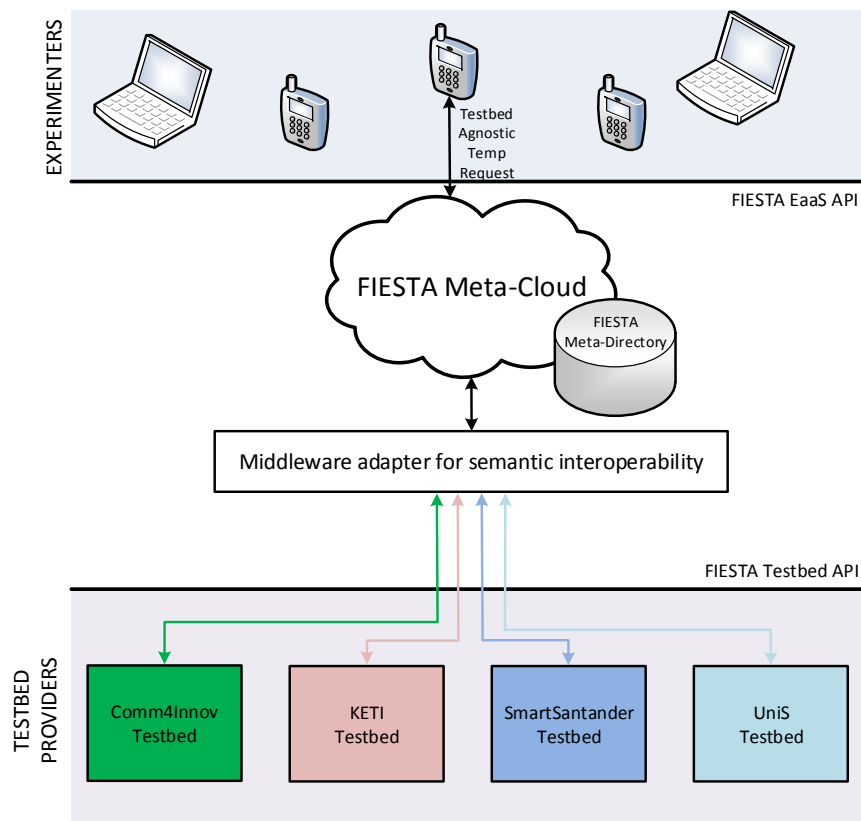 EXPERIMENTERS
Testbed
Agnostic
Temp
Request
FIESTA EaaS API
FIESTA Meta-Cloud
FIESTA
Meta-Directory
Middleware adapter for semantic interoperability
FIESTA Testbed API
TESTBED
PROVIDERS
Comm4Innov
Testbed
KETI
Testbed
SmartSantander
Testbed
UniS
Testbed